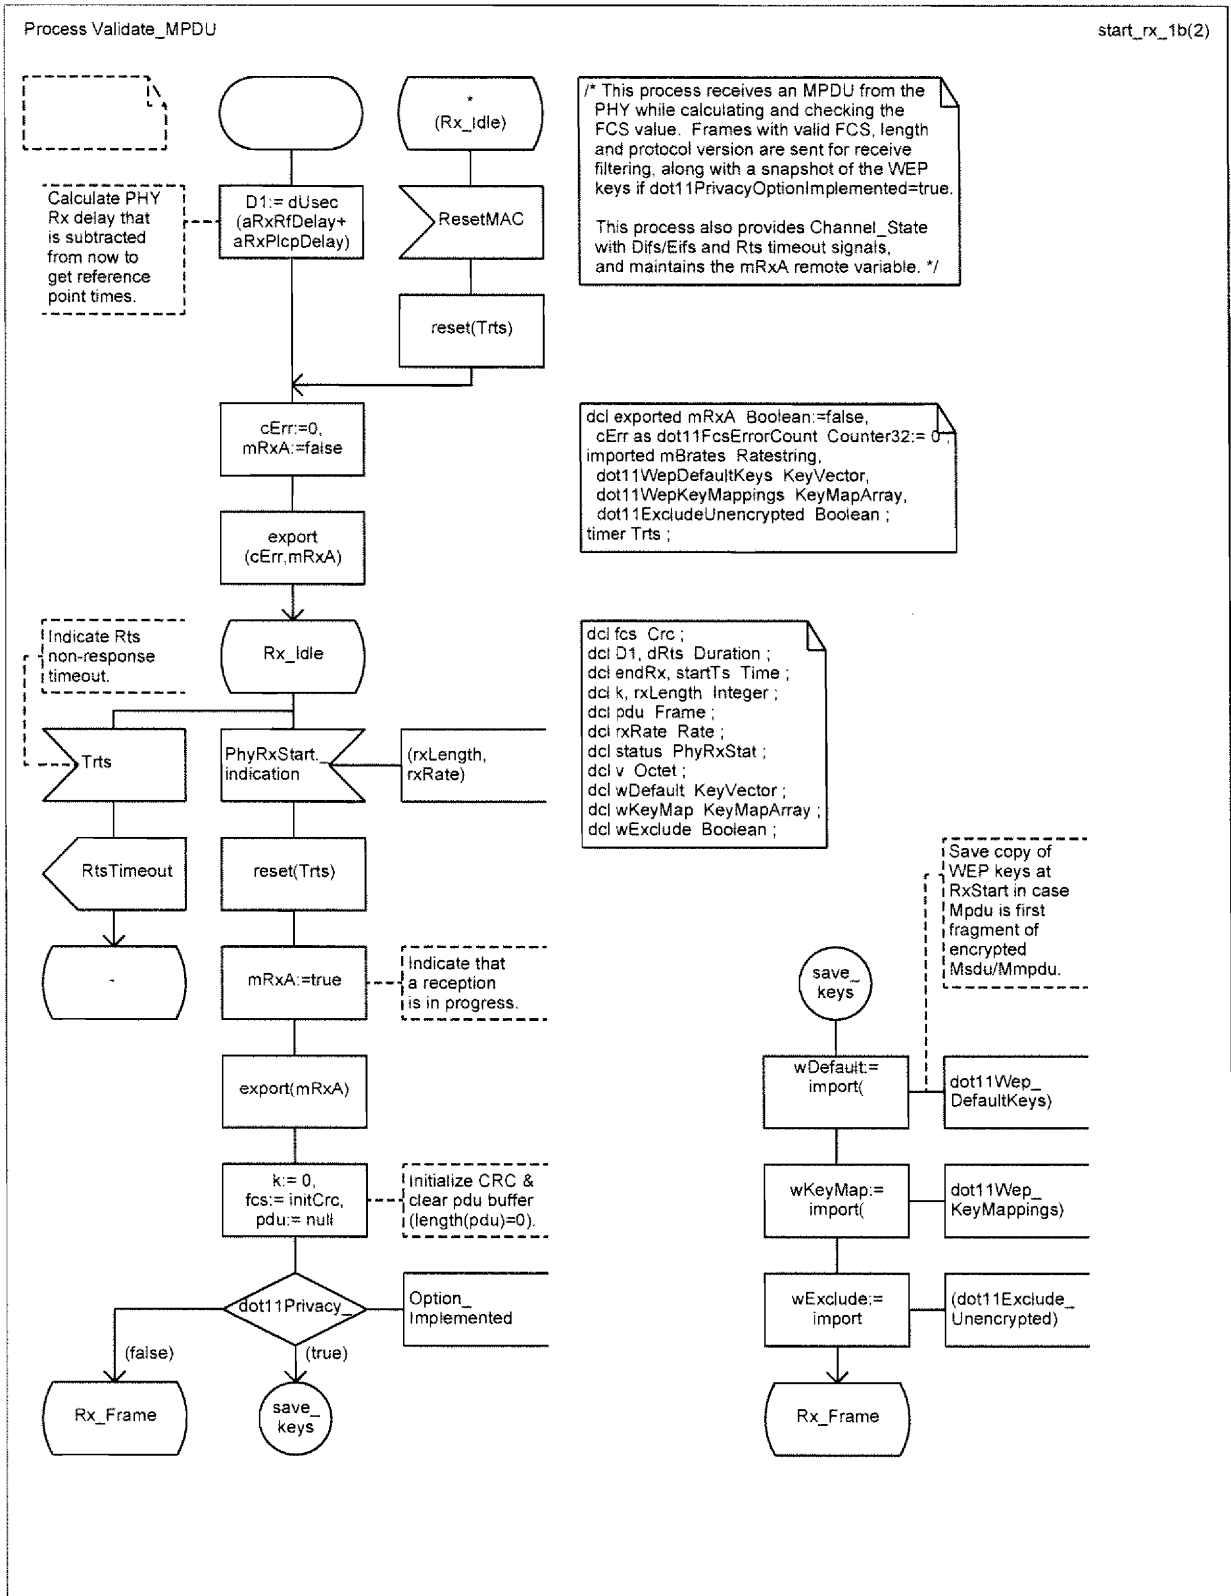 Process Validate_MPDU
start_rx_1b(2)
*
(Rx_Idle)
/* This process receives an MPDU from the
PHY while calculating and checking the
FCS value. Frames with valid FCS, length
and protocol version are sent for receive
filtering, along with a snapshot of the WEP
keys if dot11PrivacyOptionImplemented=true.
This process also provides Channel_State
with Difs/Eifs and Rts timeout signals,
and maintains the mRxA remote variable. */
Calculate PHY
Rx delay that
is subtracted
from now to
get reference
point times.
D1:= dUsec
(aRxRfDelay+
aRxPlcpDelay)
ResetMAC
reset(Trts)
cErr:=0,
mRxA:=false
dcl exported mRxA Boolean:=false,
cErr as dot11FcsErrorCount Counter32:= 0 ;
imported mBrates Ratestring,
dot11WepDefaultKeys KeyVector,
dot11WepKeyMappings KeyMapArray,
dot11ExcludeUnencrypted Boolean ;
timer Trts ;
export
(cErr,mRxA)
Indicate Rts
non-response
timeout.
Rx_Idle
dcl fcs Crc ;
dcl D1, dRts Duration ;
dcl endRx, startTs Time ;
dcl k, rxLength Integer ;
dcl pdu Frame ;
dcl rxRate Rate ;
dcl status PhyRxStat ;
dcl v Octet ;
dcl wDefault KeyVector ;
dcl wKeyMap KeyMapArray ;
dcl wExclude Boolean ;
Trts
PhyRxStart_
indication
(rxLength,
rxRate)
RtsTimeout
reset(Trts)
Save copy of
WEP keys at
RxStart in case
Mpdu is first
fragment of
encrypted
Msdu/Mmpdu.
-
mRxA:=true
Indicate that
a reception
is in progress.
save_
keys
export(mRxA)
wDefault:=
import(
dot11Wep_
DefaultKeys)
k:= 0,
fcs:= initCrc,
pdu:= null
Initialize CRC &
clear pdu buffer
(length(pdu)=0).
wKeyMap:=
import(
dot11Wep_
KeyMappings)
dot11Privacy_
Option_
Implemented
wExclude:=
import
(dot11Exclude_
Unencrypted)
(false)
(true)
Rx_Frame
save_
keys
Rx_Frame